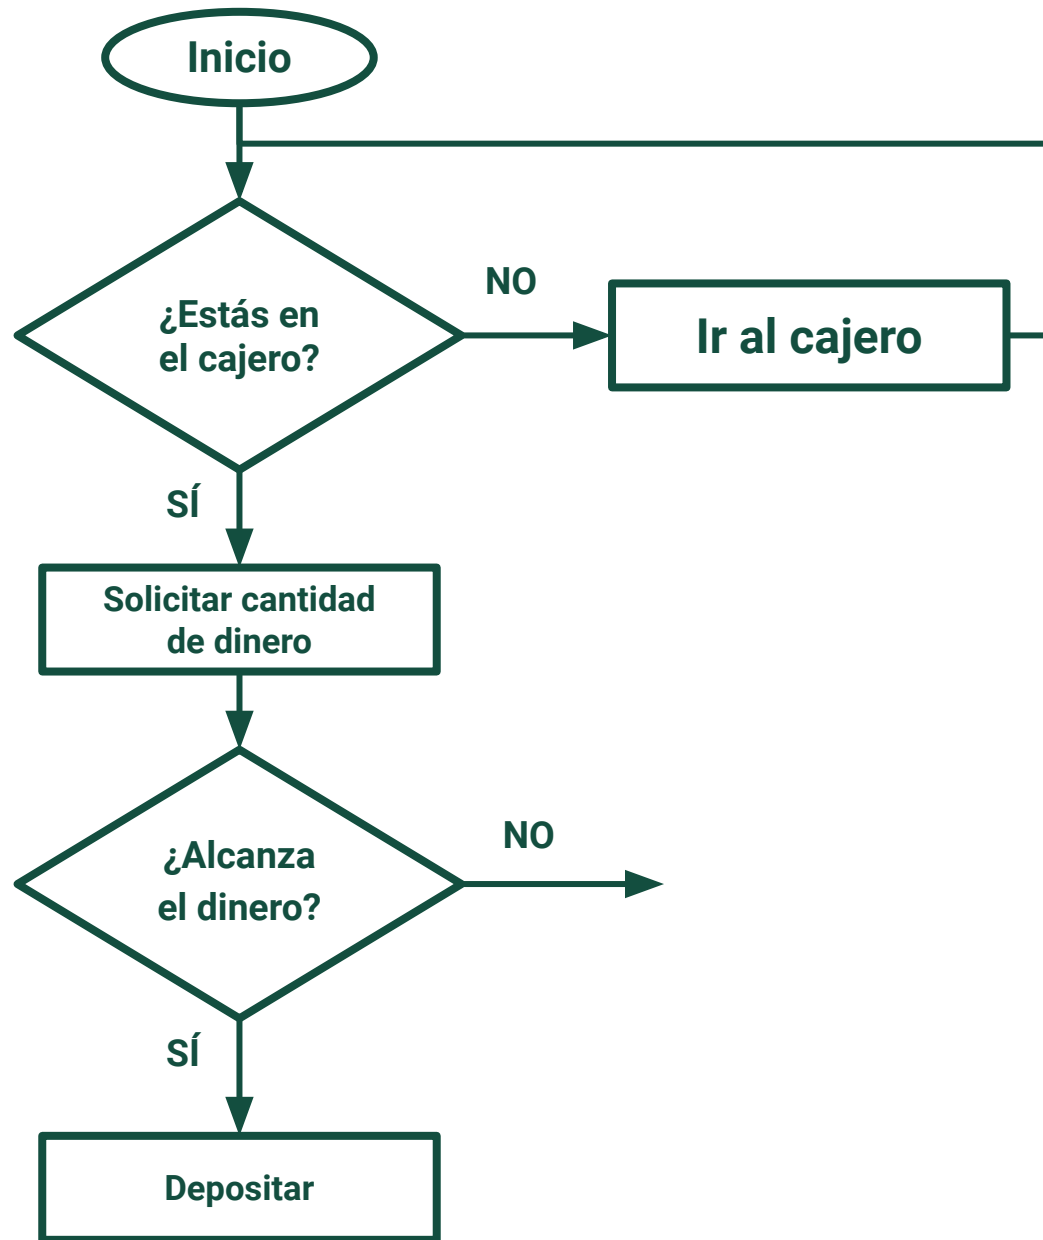 Inicio
¿Estás en
el cajero?
NO
Ir al cajero
SÍ
Solicitar cantidad
de dinero
¿Alcanza
el dinero?
NO
SÍ
Depositar